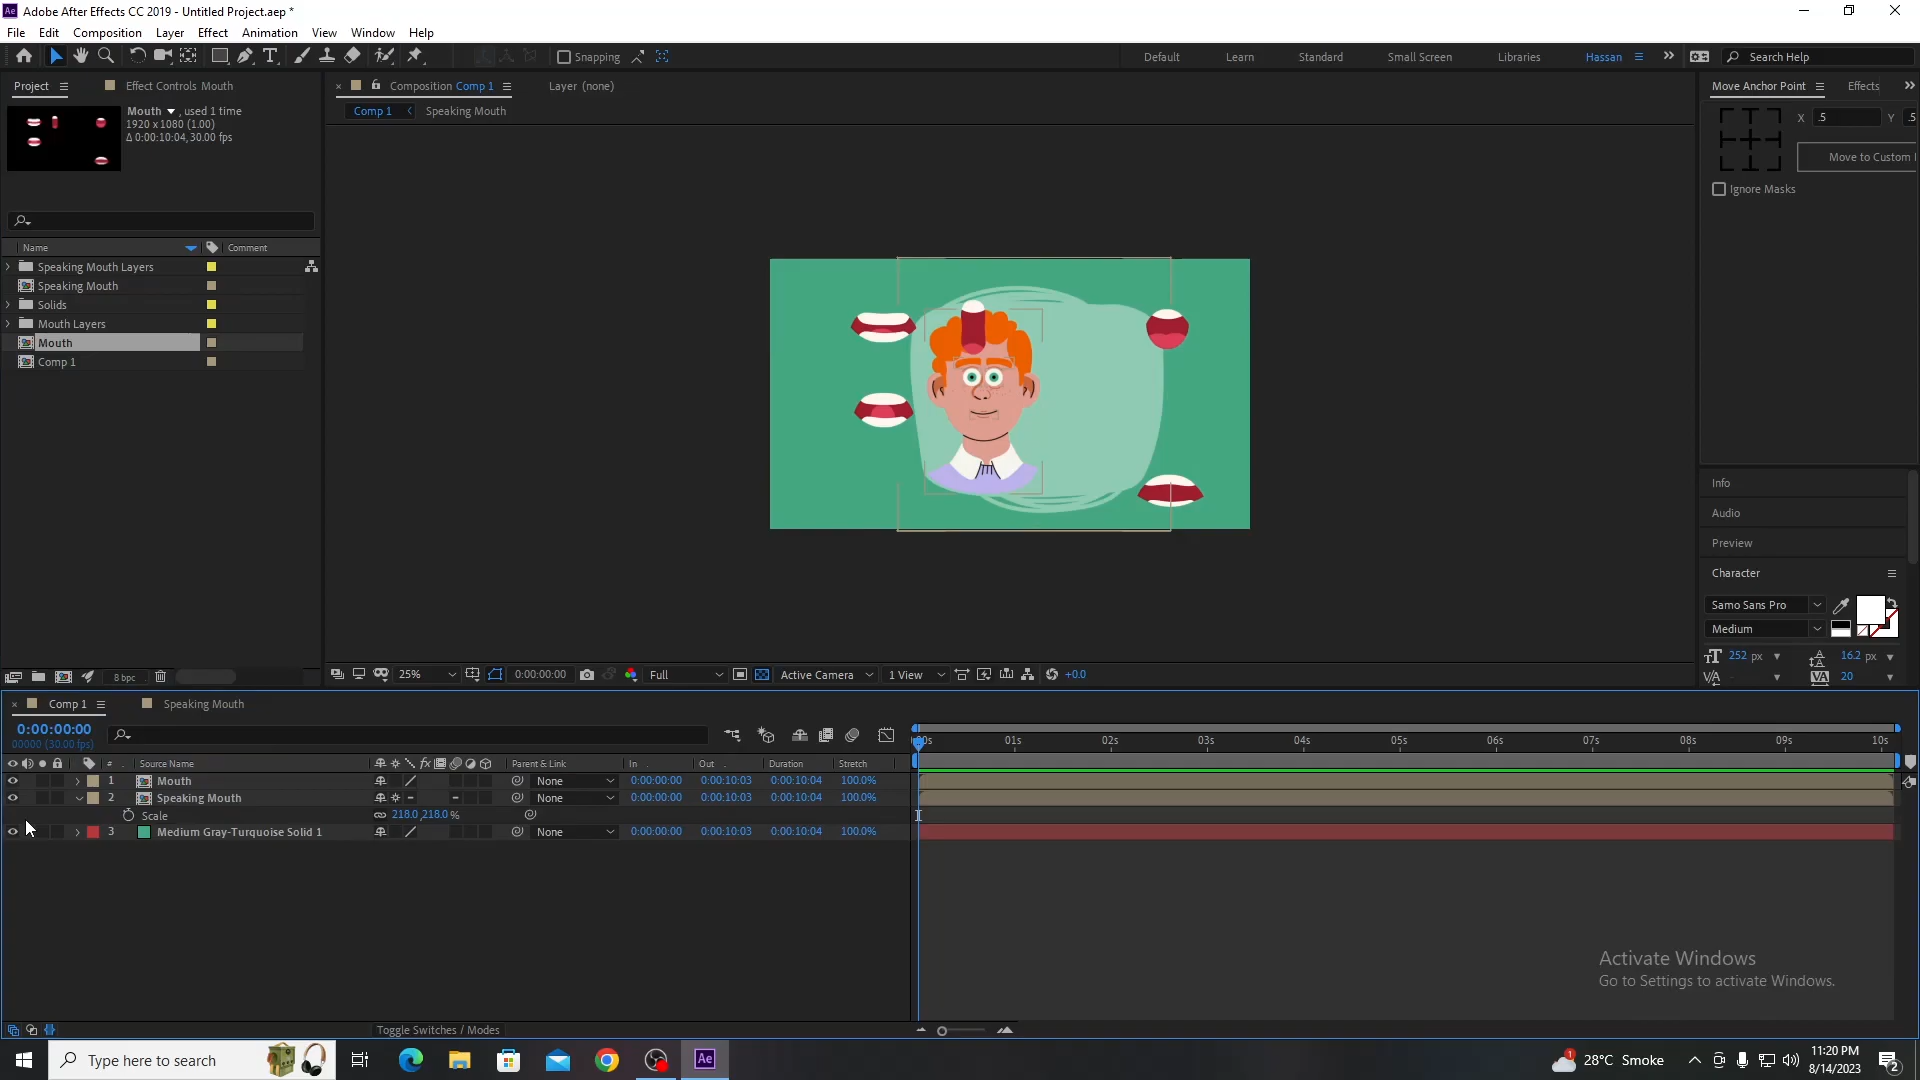 Adobe After Effects CC 2019 - Untitled Project.aep *
File Edit Composition Layer Effect Animation View Window Help
Snapping Default Learn Standard Small Screen Libraries Hassan Search Help
Project Effect Controls Mouth Composition Comp 1 Layer (none) Move Anchor Point Effects
Mouth , used 1 time
1920 x 1080 (1.00)
Δ 0:00:10:04, 30.00 fps
Comp 1 Speaking Mouth
X .5 Y .5
Move to Custom
Ignore Masks
Name Comment
Speaking Mouth Layers
Speaking Mouth
Solids
Mouth Layers
Mouth
Comp 1
Info
Audio
Preview
Character
Samo Sans Pro
Medium
252 px 16.2 px
20
8 bpc
25% 0:00:00:00 Full Active Camera 1 View +0.0
Comp 1 Speaking Mouth
0:00:00:00
00000 (30.00 fps)
00s 01s 02s 03s 04s 05s 06s 07s 08s 09s 10s
# Source Name Parent & Link In Out Duration Stretch
1 Mouth None 0:00:00:00 0:00:10:03 0:00:10:04 100.0%
2 Speaking Mouth None 0:00:00:00 0:00:10:03 0:00:10:04 100.0%
Scale 218.0,218.0 %
3 Medium Gray-Turquoise Solid 1 None 0:00:00:00 0:00:10:03 0:00:10:04 100.0%
Activate Windows
Go to Settings to activate Windows.
Toggle Switches / Modes
Type here to search
28°C Smoke
11:20 PM
8/14/2023